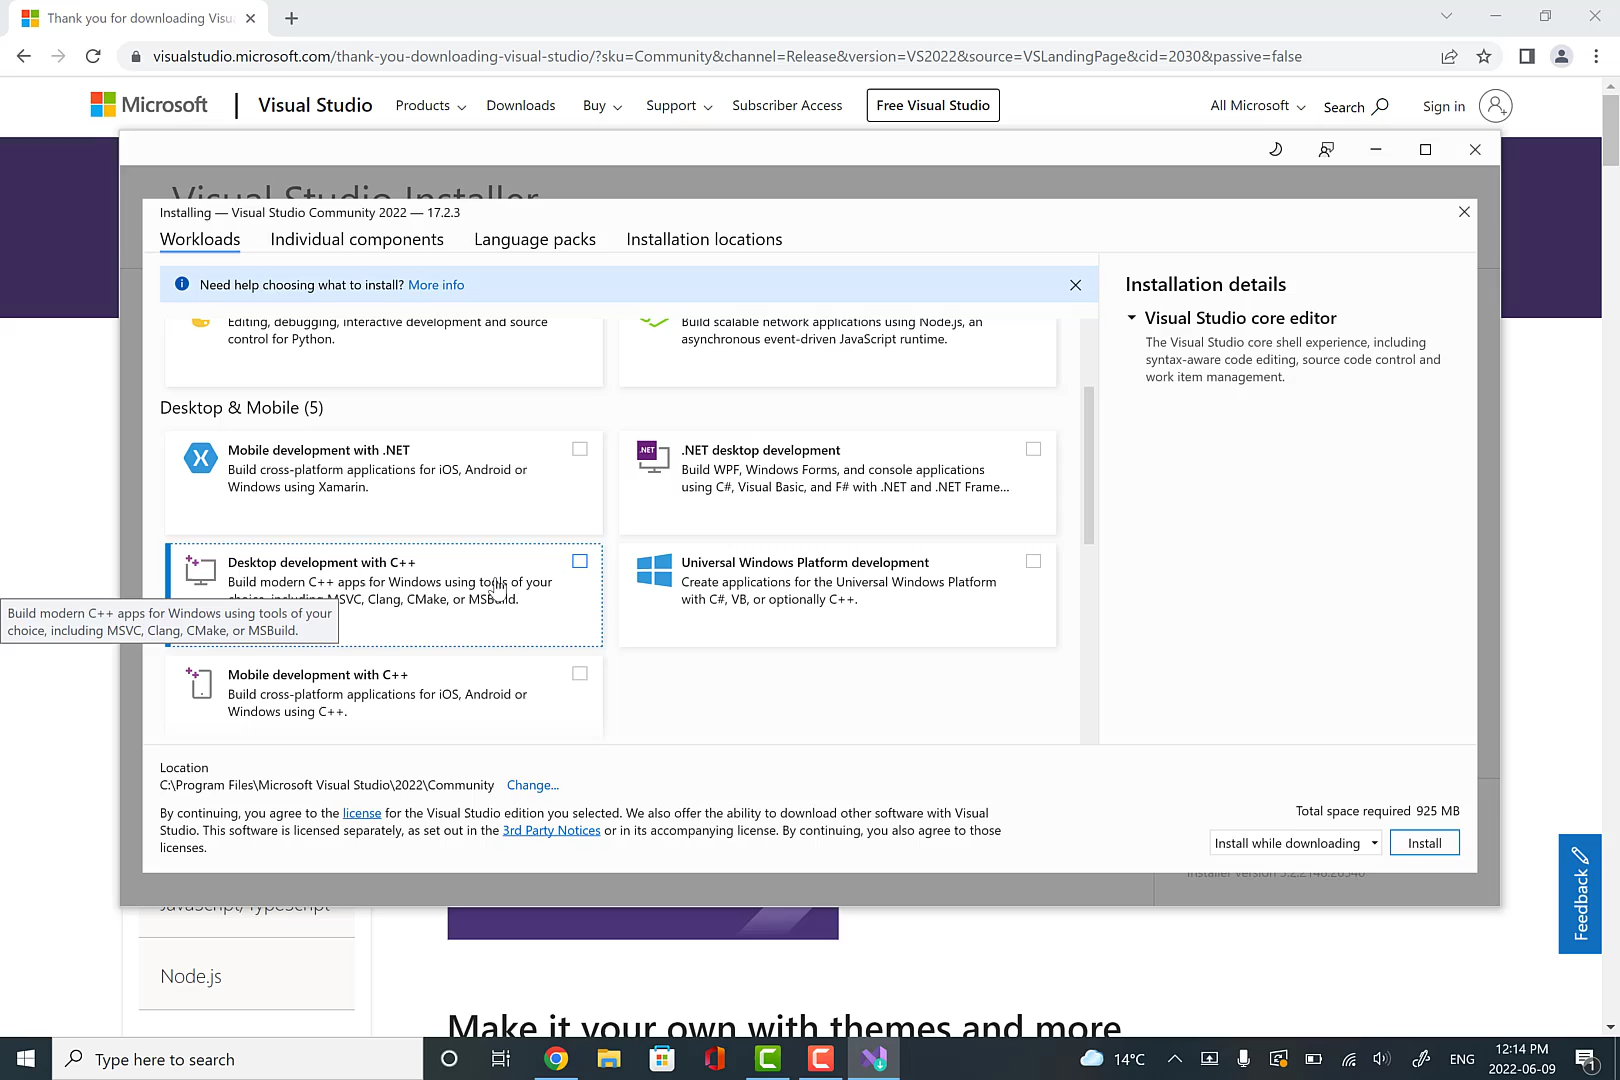 Thank you for downloading Visu
visualstudio.microsoft.com/thank-you-downloading-visual-studio/?sku=Community&channel=Release&version=VS2022&source=VSLandingPage&cid=2030&passive=false
Microsoft | Visual Studio Products Downloads Buy Support Subscriber Access Free Visual Studio All Microsoft Search Sign in
Visual Studio Installer
Installing — Visual Studio Community 2022 — 17.2.3
Workloads Individual components Language packs Installation locations
Need help choosing what to install? More info
Editing, debugging, interactive development and source
control for Python.
Build scalable network applications using Node.js, an
asynchronous event-driven JavaScript runtime.
Desktop & Mobile (5)
Mobile development with .NET
Build cross-platform applications for iOS, Android or
Windows using Xamarin.
.NET
.NET desktop development
Build WPF, Windows Forms, and console applications
using C#, Visual Basic, and F# with .NET and .NET Frame...
Desktop development with C++
Build modern C++ apps for Windows using tools of your
choice, including MSVC, Clang, CMake, or MSBuild.
Universal Windows Platform development
Create applications for the Universal Windows Platform
with C#, VB, or optionally C++.
Build modern C++ apps for Windows using tools of your
choice, including MSVC, Clang, CMake, or MSBuild.
Mobile development with C++
Build cross-platform applications for iOS, Android or
Windows using C++.
Installation details
Visual Studio core editor
The Visual Studio core shell experience, including
syntax-aware code editing, source code control and
work item management.
Location
C:\Program Files\Microsoft Visual Studio\2022\Community Change...
By continuing, you agree to the license for the Visual Studio edition you selected. We also offer the ability to download other software with Visual
Studio. This software is licensed separately, as set out in the 3rd Party Notices or in its accompanying license. By continuing, you also agree to those
licenses.
Total space required 925 MB
Install while downloading Install
Feedback
JavaScript/TypeScript
Node.js
Make it your own with themes and more
Type here to search
14°C
ENG
12:14 PM
2022-06-09
1